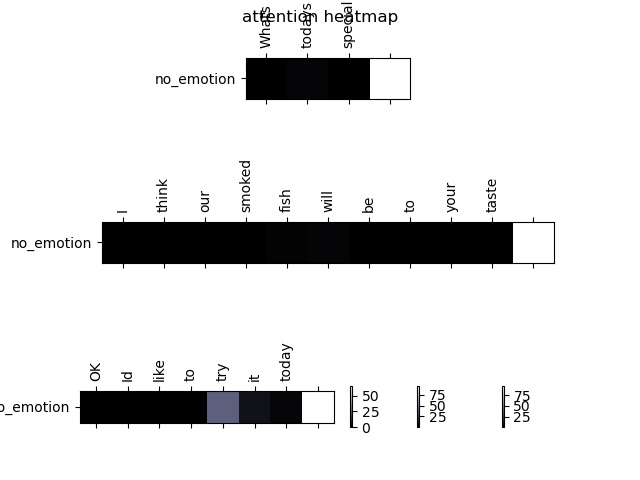 attention heatmap
Whats todays special
no_emotion
I think our smoked fish will be to your taste
no_emotion
OK Id like to try it today
o_emotion
50 25 0
75 50 25
75 50 25